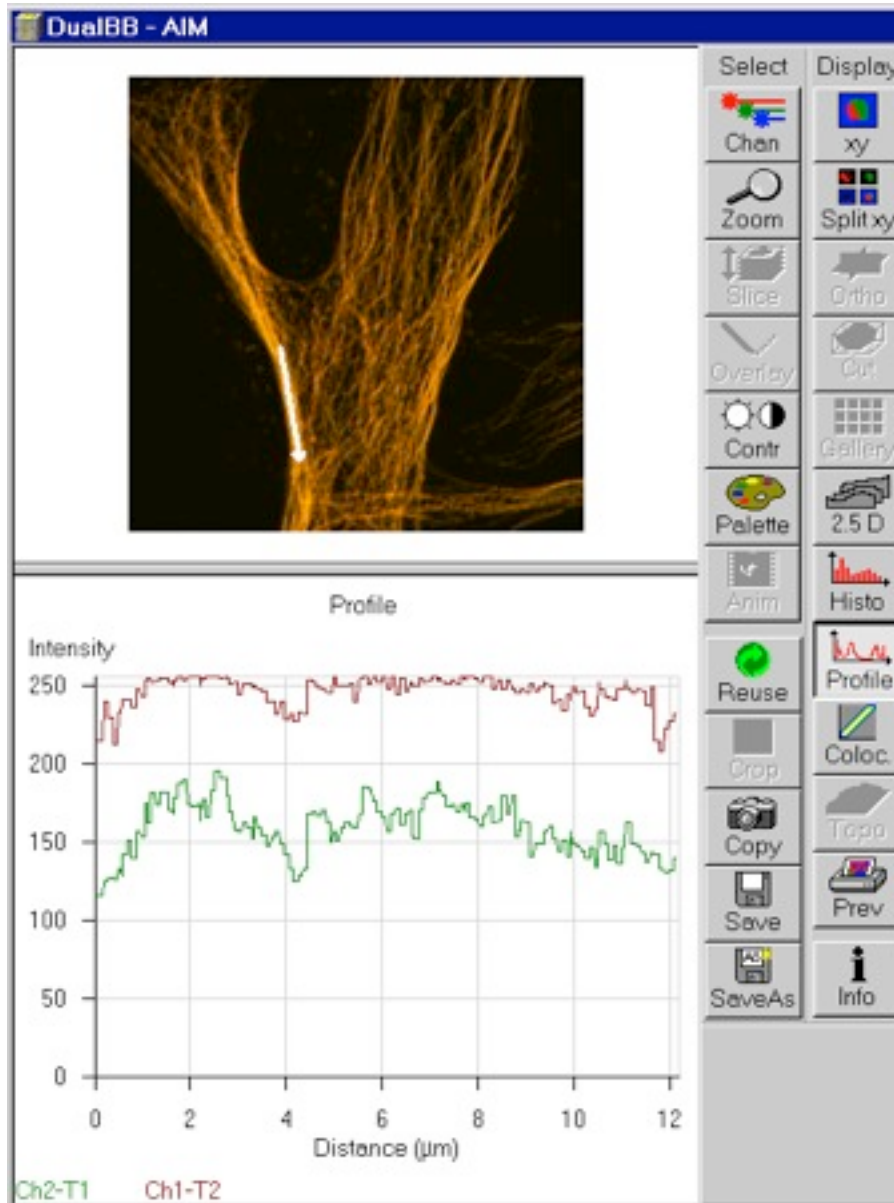 DualBB - AIM
Select Display
Chan xy
Zoom Split xy
Slice Ortho
Overlay Cut
Contr Gallery
Palette 2.5 D
Anim Histo
Reuse Profile
Crop Coloc.
Copy Topo
Save Prev
SaveAs Info
Profile
Intensity
250
200
150
100
50
0
0 2 4 6 8 10 12
Distance (µm)
Ch2-T1 Ch1-T2